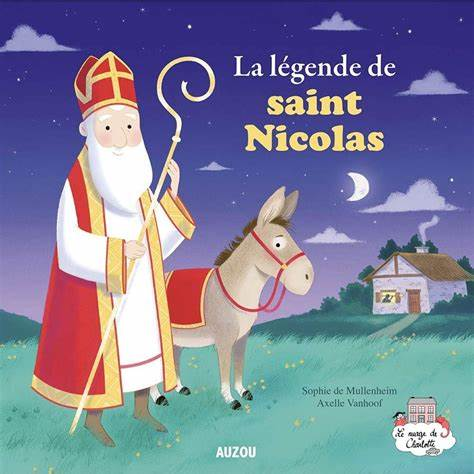 La légende de
saint
Nicolas
Sophie de Mullenheim
Axelle Vanhoof
AUZOU
Le nuage de
Charlotte